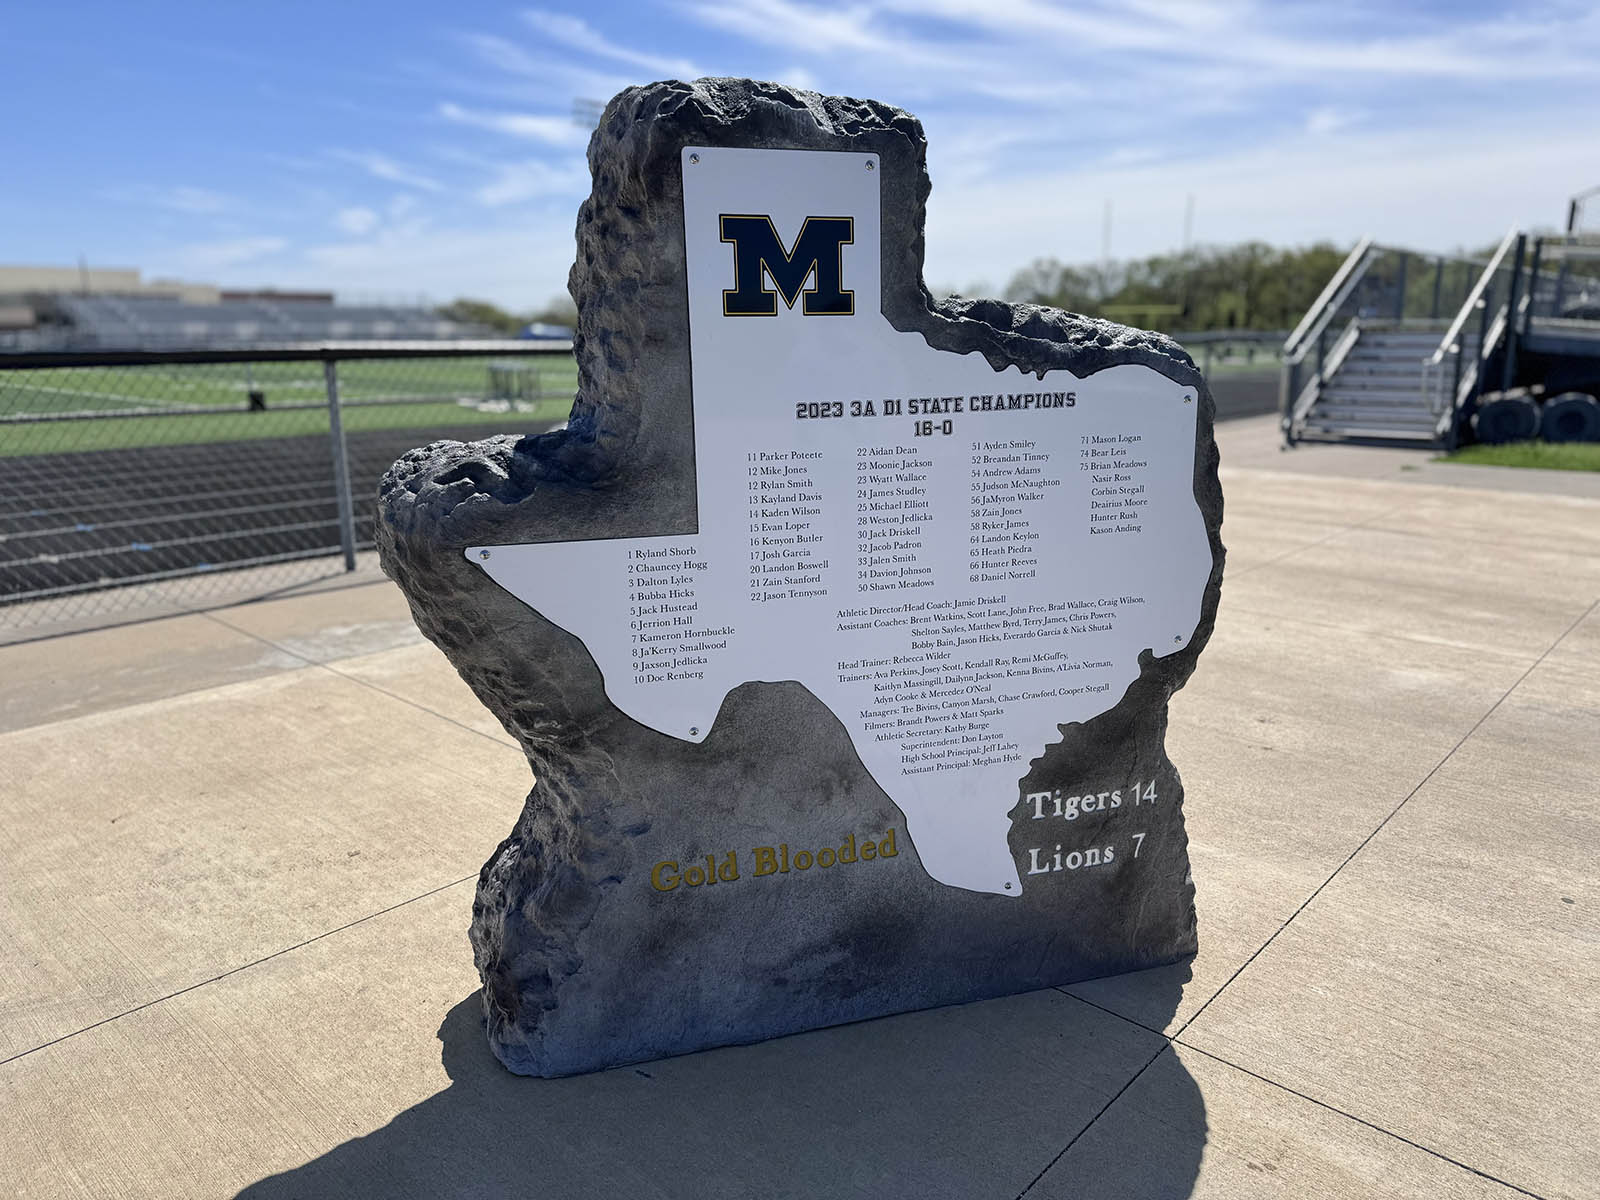 M
2023 3A D1 STATE CHAMPIONS
16-0
1 Ryland Shorb
2 Chauncey Hogg
3 Dalton Lyles
4 Bubba Hicks
5 Jack Hustead
6 Jerrion Hall
7 Kameron Hornbuckle
8 Ja'Kerry Smallwood
9 Jaxson Jedlicka
10 Doc Renberg
11 Parker Poteete
12 Mike Jones
12 Rylan Smith
13 Kayland Davis
14 Kaden Wilson
15 Evan Loper
16 Kenyon Butler
17 Josh Garcia
20 Landon Boswell
21 Zain Stanford
22 Jason Tennyson
22 Aidan Dean
23 Moonie Jackson
23 Wyatt Wallace
24 James Studley
25 Michael Elliott
28 Weston Jedlicka
30 Jack Driskell
32 Jacob Padron
33 Jalen Smith
34 Davion Johnson
50 Shawn Meadows
51 Ayden Smiley
52 Breandan Tinney
54 Andrew Adams
55 Judson McNaughton
56 JaMyron Walker
58 Zain Jones
58 Ryker James
64 Landon Keylon
65 Heath Piedra
66 Hunter Reeves
68 Daniel Norrell
71 Mason Logan
74 Bear Leis
75 Brian Meadows
Nasir Ross
Corbin Stegall
Deairius Moore
Hunter Rush
Kason Anding
Athletic Director/Head Coach: Jamie Driskell
Assistant Coaches: Brent Watkins, Scott Lane, John Free, Brad Wallace, Craig Wilson,
Shelton Sayles, Matthew Byrd, Terry James, Chris Powers,
Bobby Bain, Jason Hicks, Everardo Garcia & Nick Shutak
Head Trainer: Rebecca Wilder
Trainers: Ava Perkins, Josey Scott, Kendall Ray, Remi McGuffey,
Kaitlyn Massingill, Dailynn Jackson, Kenna Bivins, A'Livia Norman,
Adyn Cooke & Mercedez O'Neal
Managers: Tre Bivins, Canyon Marsh, Chase Crawford, Cooper Stegall
Filmers: Brandt Powers & Matt Sparks
Athletic Secretary: Kathy Burge
Superintendent: Don Layton
High School Principal: Jeff Lahey
Assistant Principal: Meghan Hyde
Tigers 14
Lions 7
Gold Blooded